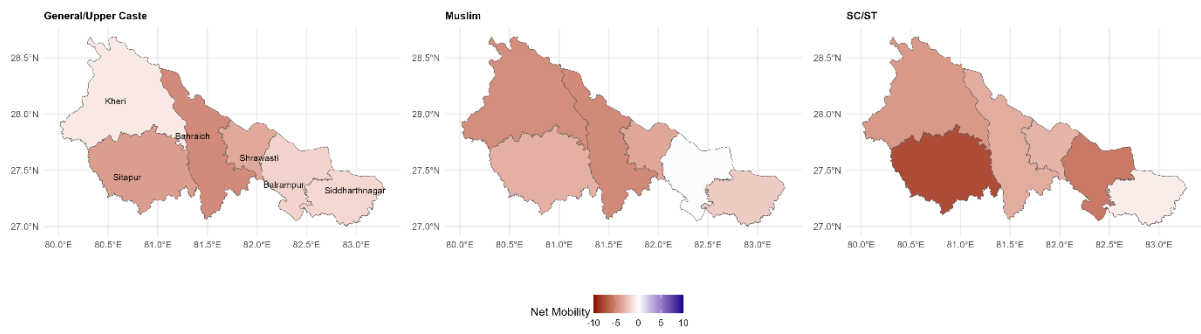 General/Upper Caste
Muslim
SC/ST
28.5°N
28.0°N
27.5°N
27.0°N
Kheri
Bahraich
Shrawasti
Sitapur
Balrampur
Siddharthnagar
80.0°E 80.5°E 81.0°E 81.5°E 82.0°E 82.5°E 83.0°E
28.5°N
28.0°N
27.5°N
27.0°N
80.0°E 80.5°E 81.0°E 81.5°E 82.0°E 82.5°E 83.0°E
28.5°N
28.0°N
27.5°N
27.0°N
80.0°E 80.5°E 81.0°E 81.5°E 82.0°E 82.5°E 83.0°E
Net Mobility
-10 -5 0 5 10